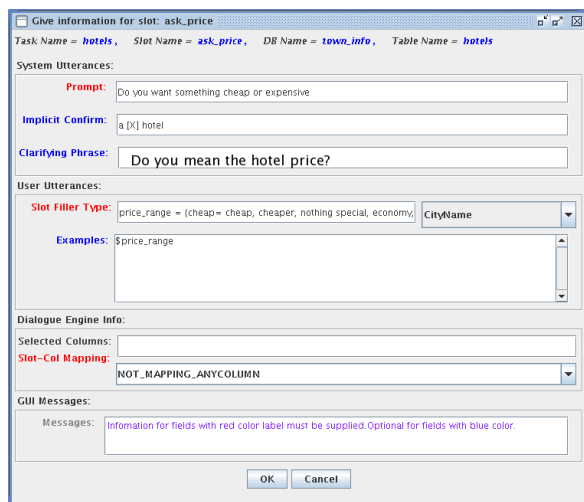 Give information for slot: ask_price
Task Name = hotels, Slot Name = ask_price, DB Name = town_info, Table Name = hotels
System Utterances:
Prompt: Do you want something cheap or expensive
Implicit Confirm: a [X] hotel
Clarifying Phrase: Do you mean the hotel price?
User Utterances:
Slot Filler Type: price_range = (cheap= cheap, cheaper, nothing special, economy, CityName
Examples: $price_range
Dialogue Engine Info:
Selected Columns:
Slot-Col Mapping:
NOT_MAPPING_ANYCOLUMN
GUI Messages:
Messages: Infomation for fields with red color label must be supplied.Optional for fields with blue color.
OK Cancel